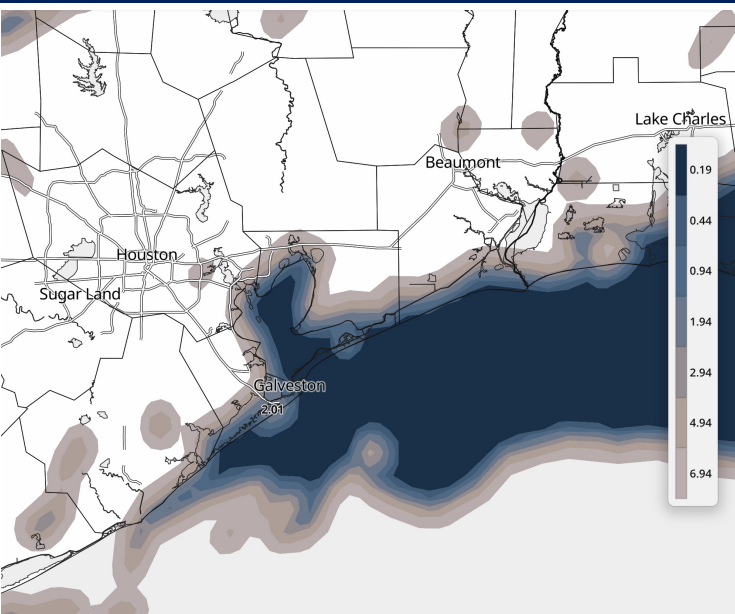 Lake Charles
Beaumont
Houston
Sugar Land
Galveston
2.01
0.19
0.44
0.94
1.94
2.94
4.94
6.94